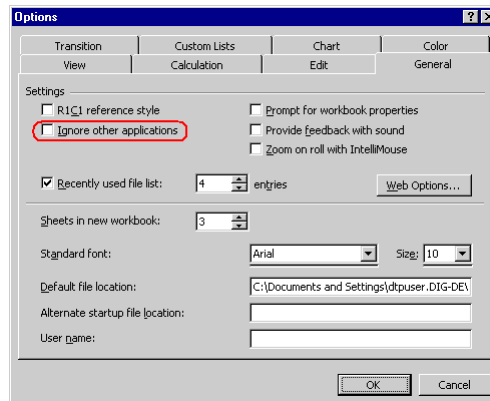 Options
Transition Custom Lists Chart Color
View Calculation Edit General
Settings
R1C1 reference style Prompt for workbook properties
Ignore other applications Provide feedback with sound
Zoom on roll with IntelliMouse
Recently used file list: 4 entries Web Options...
Sheets in new workbook: 3
Standard font: Arial Size: 10
Default file location: C:\Documents and Settings\dtpuser.DIG-DE\
Alternate startup file location:
User name:
OK Cancel